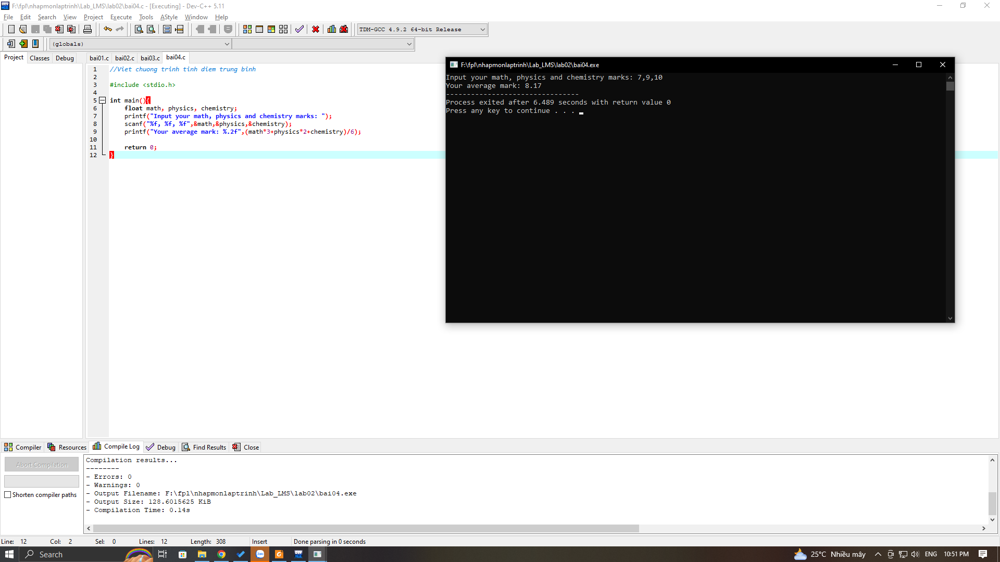 F:\fpl\nhapmonlaptrinh\Lab_LMS\lab02\bai04.c - [Executing] - Dev-C++ 5.11
File Edit Search View Project Execute Tools AStyle Window Help
TDM-GCC 4.9.2 64-bit Release
(globals)
Project Classes Debug
bai01.c bai02.c bai03.c bai04.c
1 //Viet chuong trinh tinh diem trung binh
2
3 #include <stdio.h>
4
5 int main(){
6 float math, physics, chemistry;
7 printf("Input your math, physics and chemistry marks: ");
8 scanf("%f, %f, %f",&math,&physics,&chemistry);
9 printf("Your average mark: %.2f",(math*3+physics*2+chemistry)/6);
10
11 return 0;
12 }
F:\fpl\nhapmonlaptrinh\Lab_LMS\lab02\bai04.exe
Input your math, physics and chemistry marks: 7,9,10
Your average mark: 8.17
--------------------------------
Process exited after 6.489 seconds with return value 0
Press any key to continue . . .
Compiler Resources Compile Log Debug Find Results Close
Abort Compilation
Shorten compiler paths
Compilation results...
--------
- Errors: 0
- Warnings: 0
- Output Filename: F:\fpl\nhapmonlaptrinh\Lab_LMS\lab02\bai04.exe
- Output Size: 128.6015625 KiB
- Compilation Time: 0.14s
Line: 12 Col: 2 Sel: 0 Lines: 12 Length: 308 Insert Done parsing in 0 seconds
Search
Zalo
DEV
25°C Nhiều mây
ENG
10:51 PM